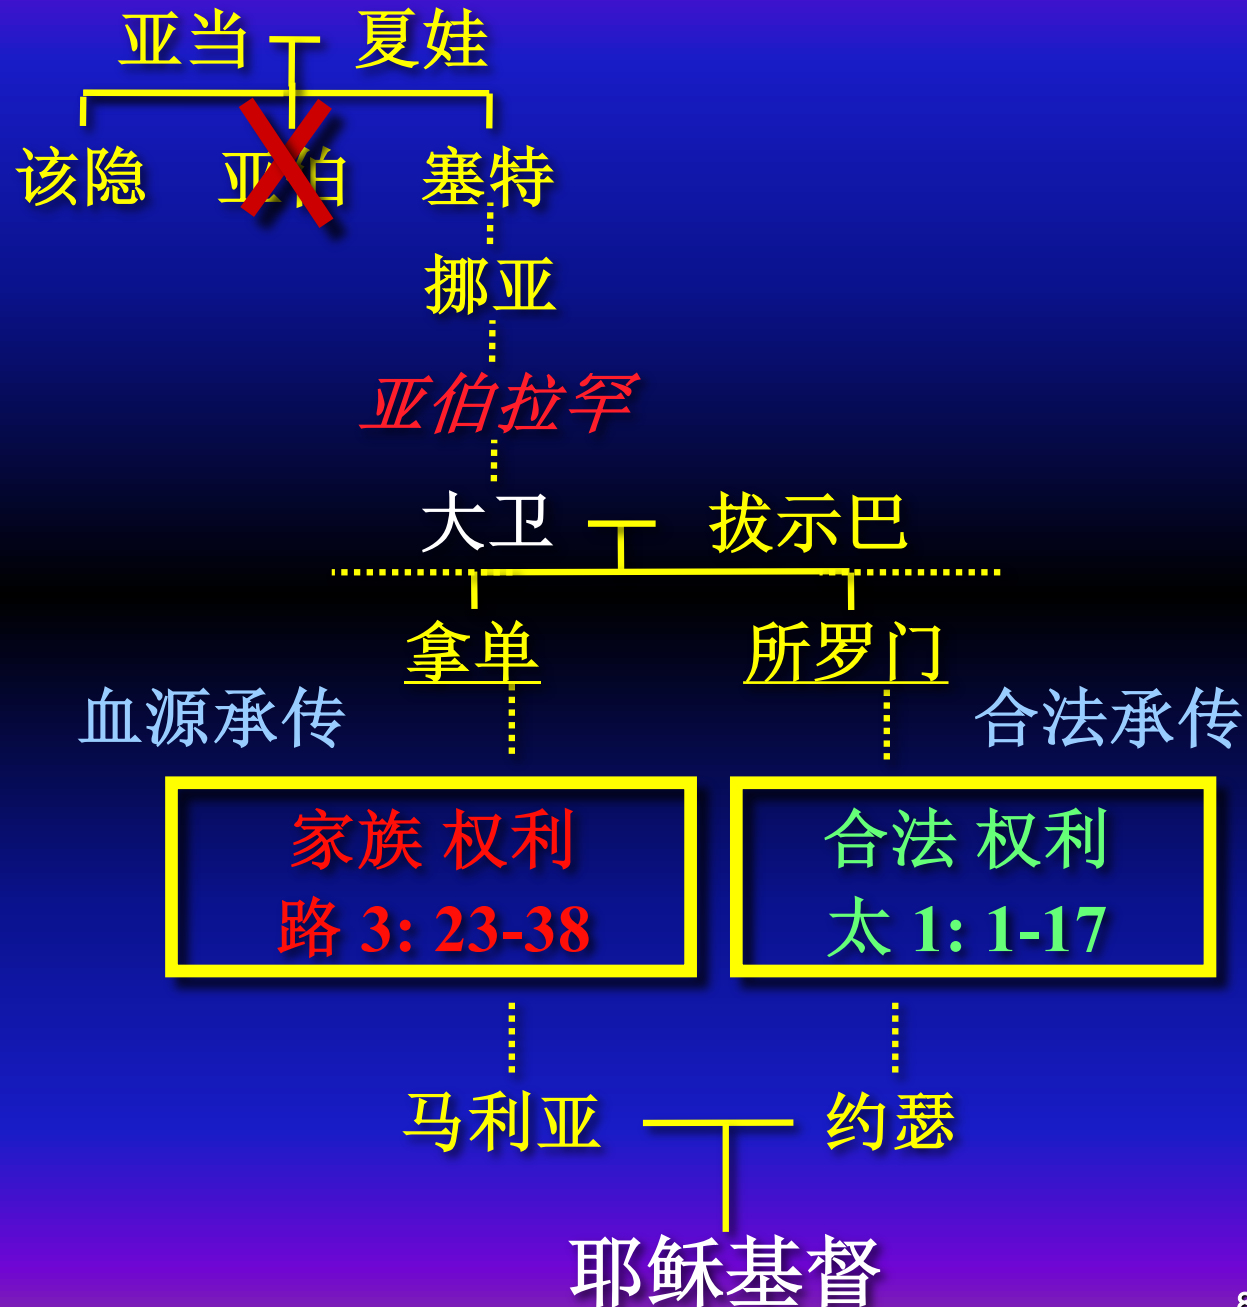 亚当 夏娃
该隐 亚伯 塞特
挪亚
亚伯拉罕
大卫 拔示巴
拿单 所罗门
血源承传 合法承传
家族 权利 合法 权利
路 3: 23-38 太 1: 1-17
马利亚 约瑟
耶稣基督